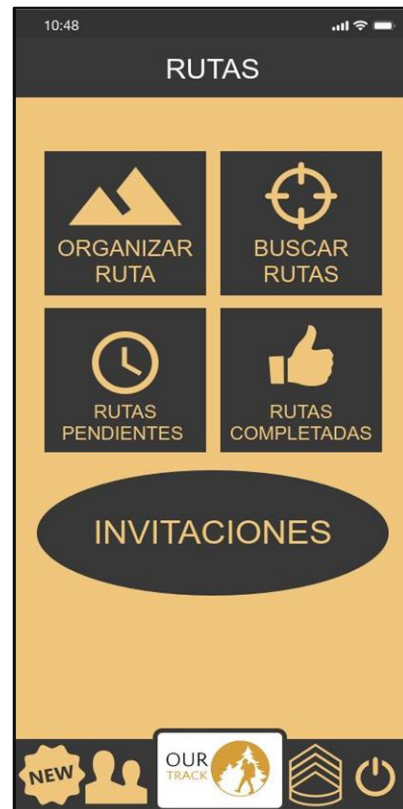 10:48
RUTAS
ORGANIZAR
RUTA
BUSCAR
RUTAS
RUTAS
PENDIENTES
RUTAS
COMPLETADAS
INVITACIONES
NEW
OUR
TRACK